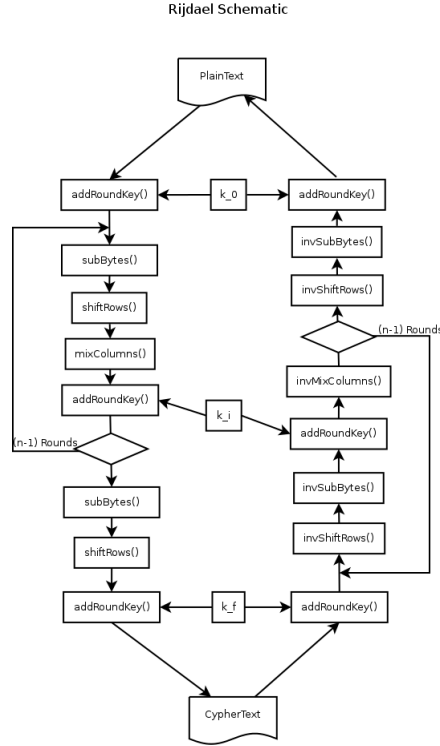 Rijdael Schematic
PlainText
addRoundKey()
k_0
addRoundKey()
subBytes()
invSubBytes()
shiftRows()
invShiftRows()
mixColumns()
(n-1) Rounds
addRoundKey()
invMixColumns()
k_i
addRoundKey()
(n-1) Rounds
subBytes()
invSubBytes()
shiftRows()
invShiftRows()
addRoundKey()
k_f
addRoundKey()
CypherText